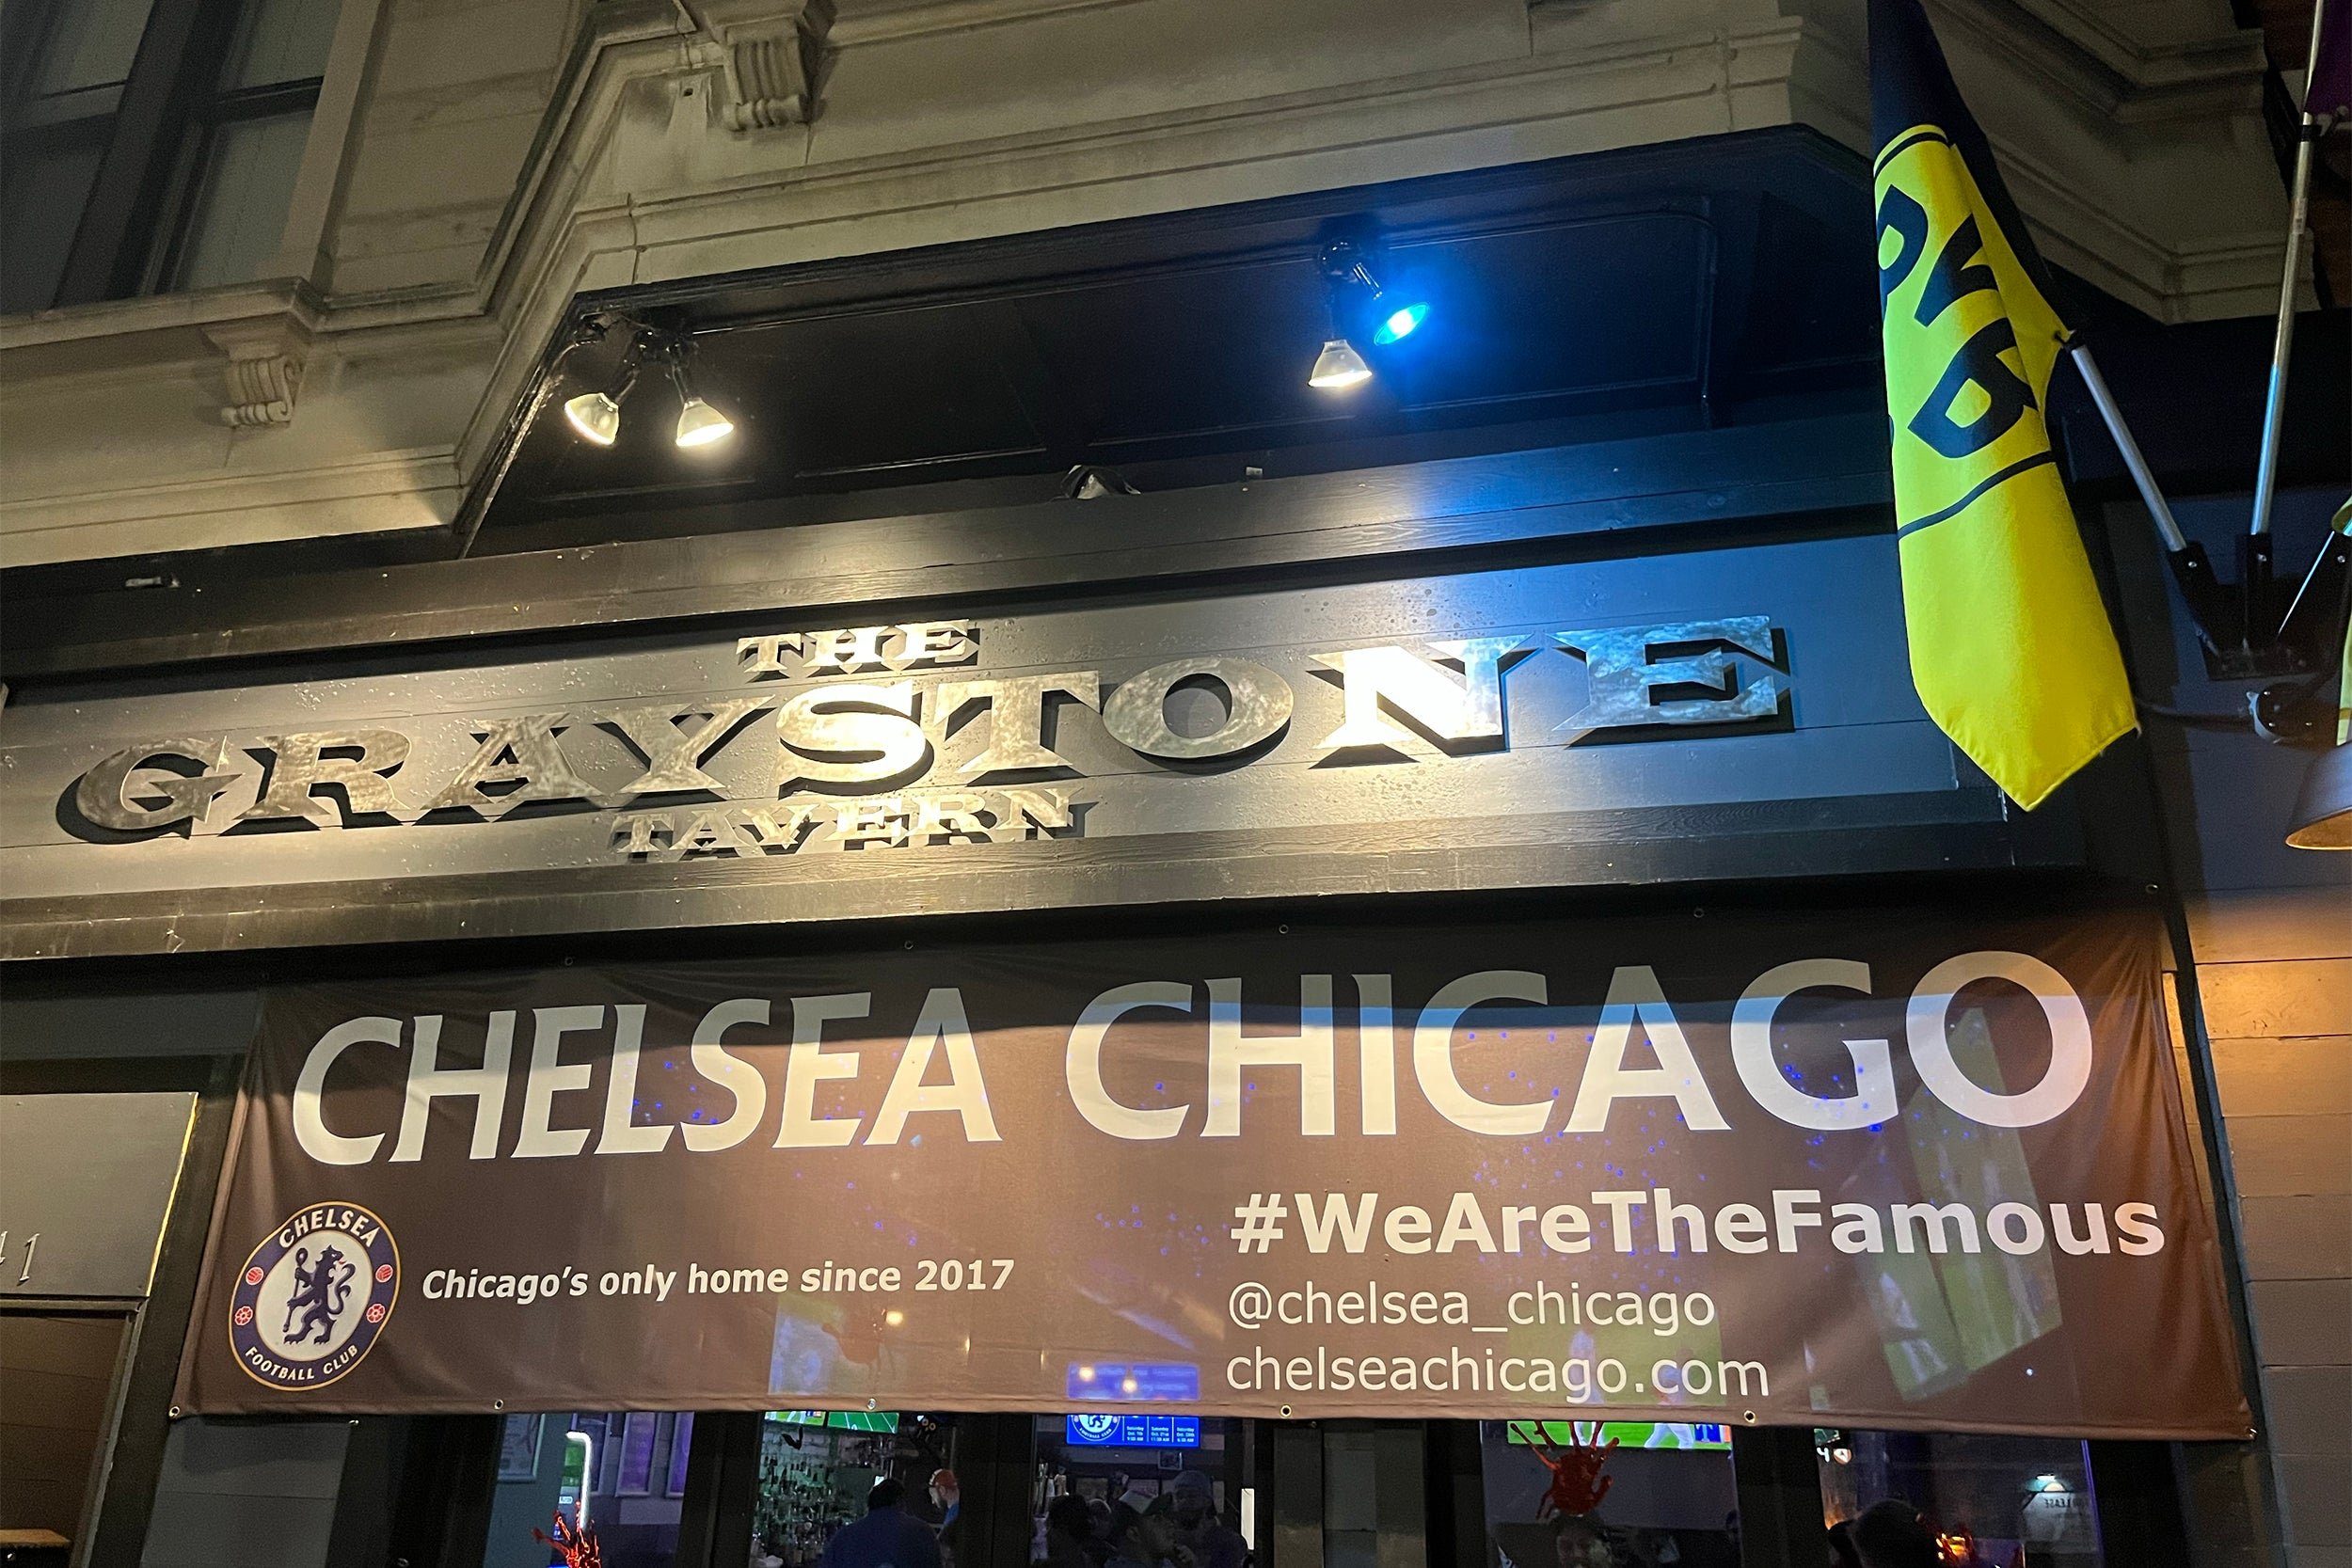 THE
GRAYSTONE
TAVERN
CHELSEA CHICAGO
#WeAreTheFamous
Chicago's only home since 2017
@chelsea_chicago
chelseachicago.com
CHELSEA
FOOTBALL CLUB